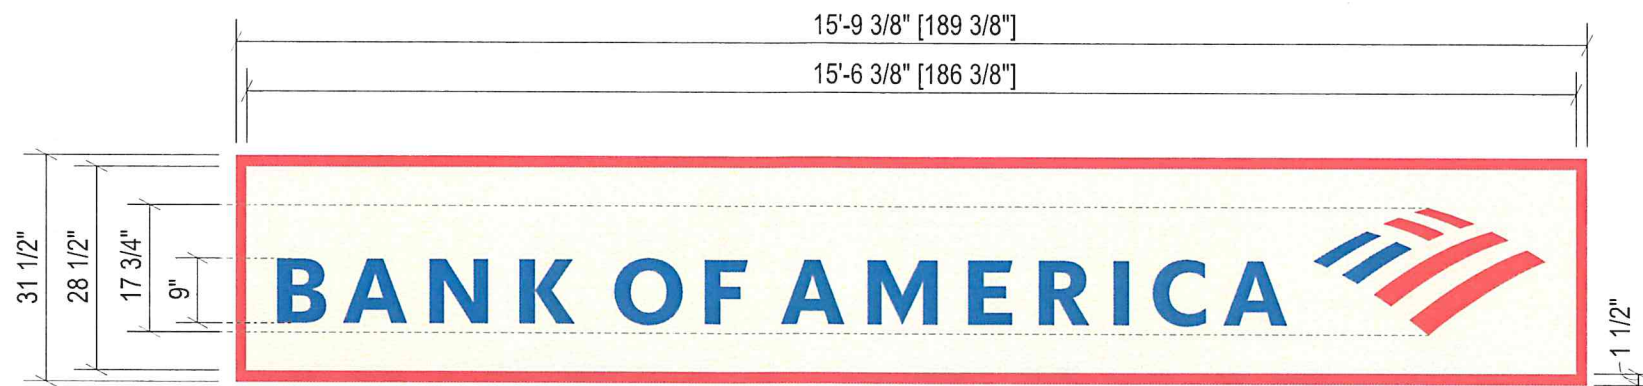 15'-9 3/8" [189 3/8"]
15'-6 3/8" [186 3/8"]
31 1/2"
28 1/2"
17 3/4"
9"
BANK OF AMERICA
1 1/2"